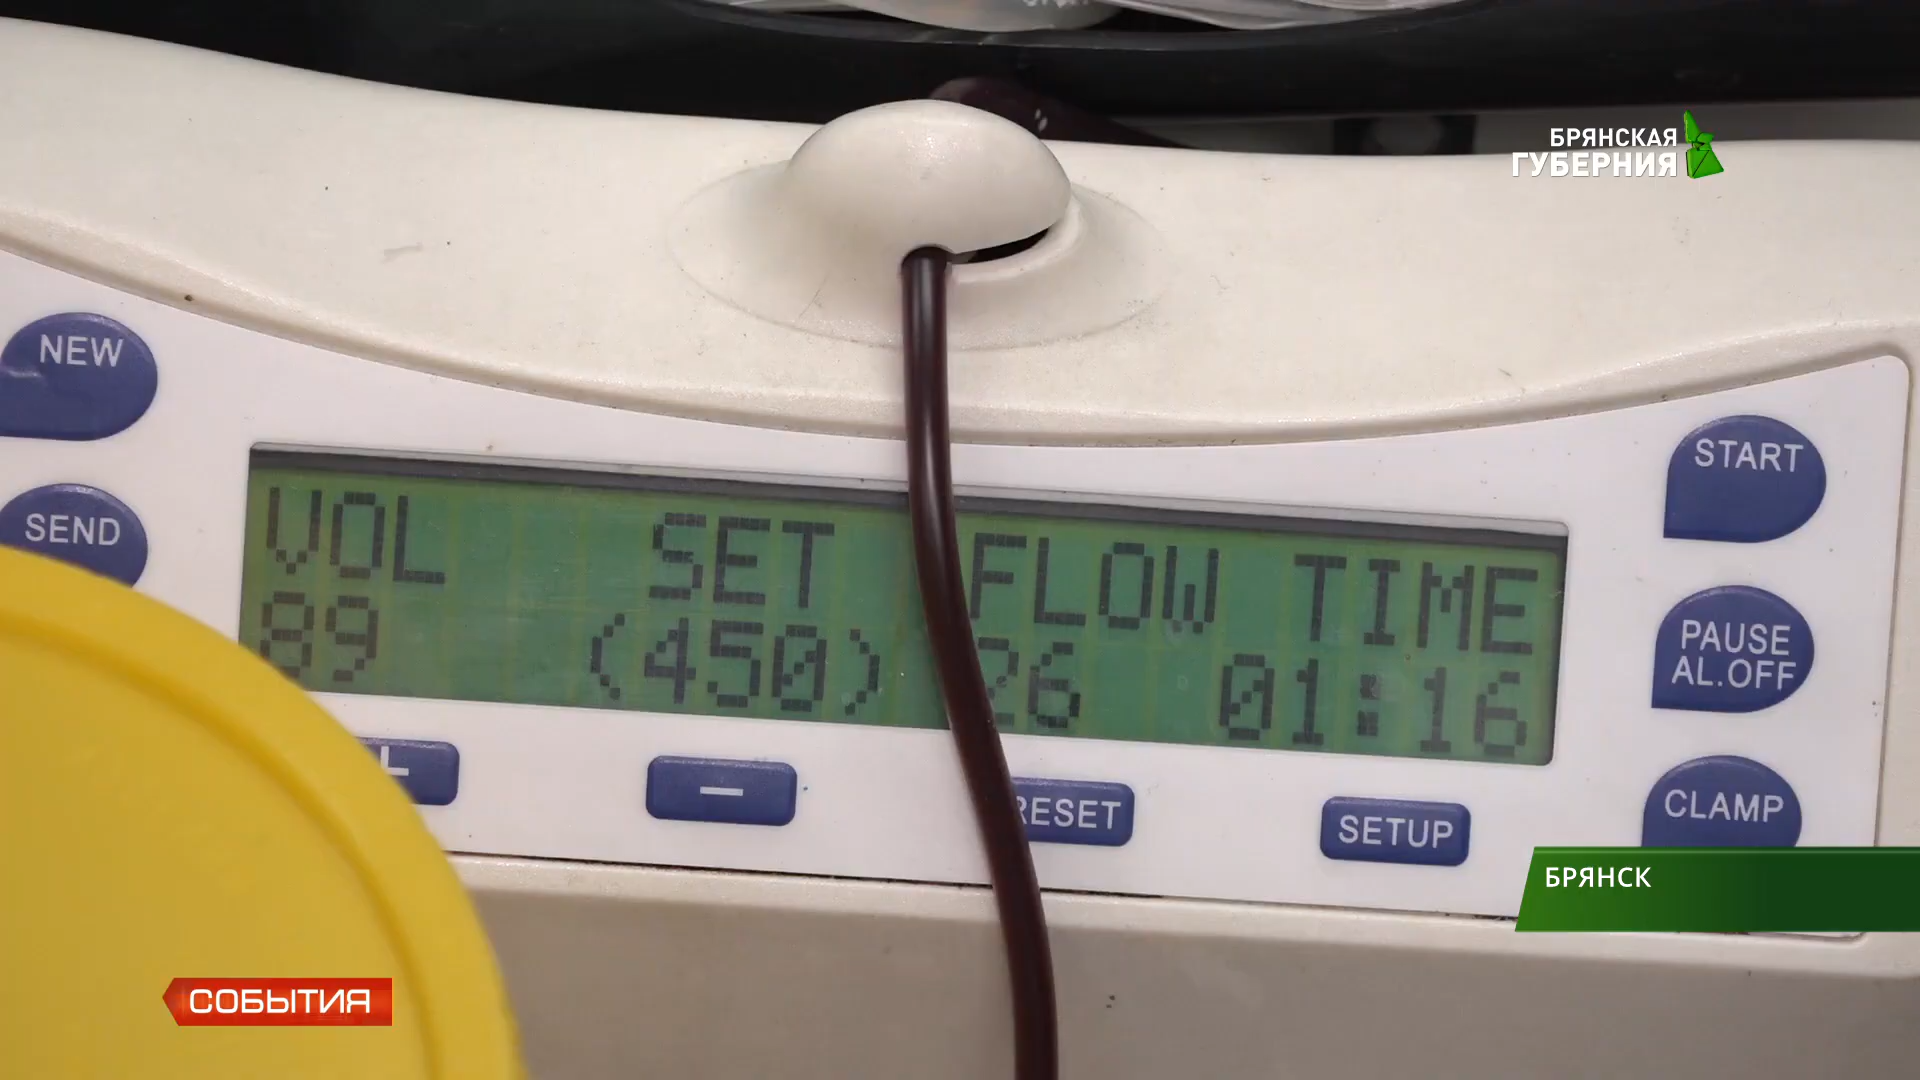 БРЯНСКАЯ
ГУБЕРНИЯ
NEW
SEND
START
PAUSE
AL.OFF
CLAMP
VOL SET FLOW TIME
89 (450) 26 01:16
−
RESET
SETUP
БРЯНСК
СОБЫТИЯ